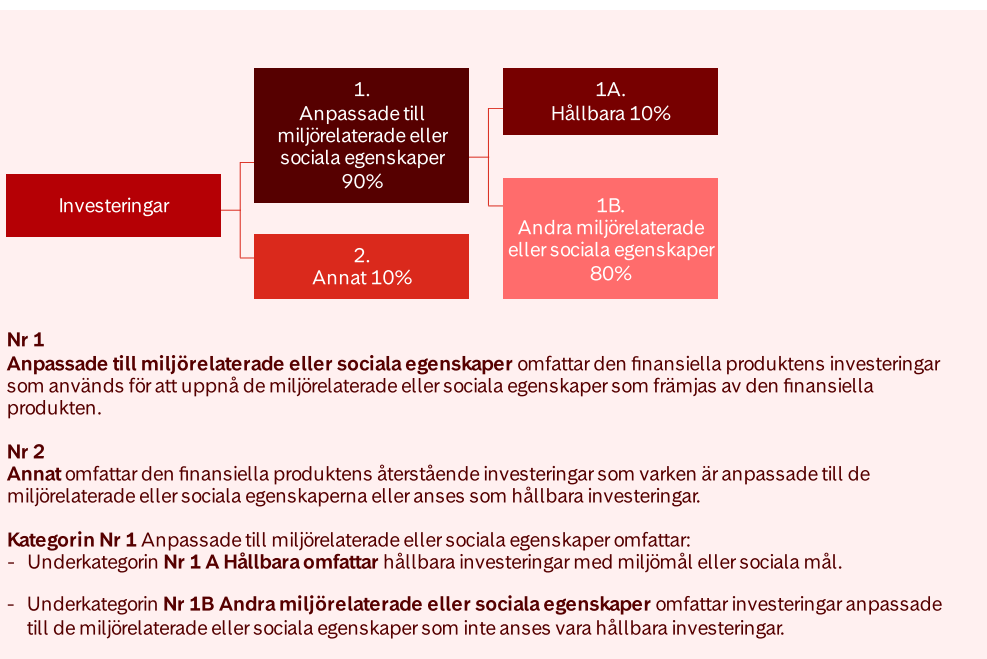 Investeringar
1.
Anpassade till
miljörelaterade eller
sociala egenskaper
90%
2.
Annat 10%
1A.
Hållbara 10%
1B.
Andra miljörelaterade
eller sociala egenskaper
80%
Nr 1
Anpassade till miljörelaterade eller sociala egenskaper omfattar den finansiella produktens investeringar
som används för att uppnå de miljörelaterade eller sociala egenskaper som främjas av den finansiella
produkten.
Nr 2
Annat omfattar den finansiella produktens återstående investeringar som varken är anpassade till de
miljörelaterade eller sociala egenskaperna eller anses som hållbara investeringar.
Kategorin Nr 1 Anpassade till miljörelaterade eller sociala egenskaper omfattar:
- Underkategorin Nr 1 A Hållbara omfattar hållbara investeringar med miljömål eller sociala mål.
- Underkategorin Nr 1B Andra miljörelaterade eller sociala egenskaper omfattar investeringar anpassade
till de miljörelaterade eller sociala egenskaper som inte anses vara hållbara investeringar.